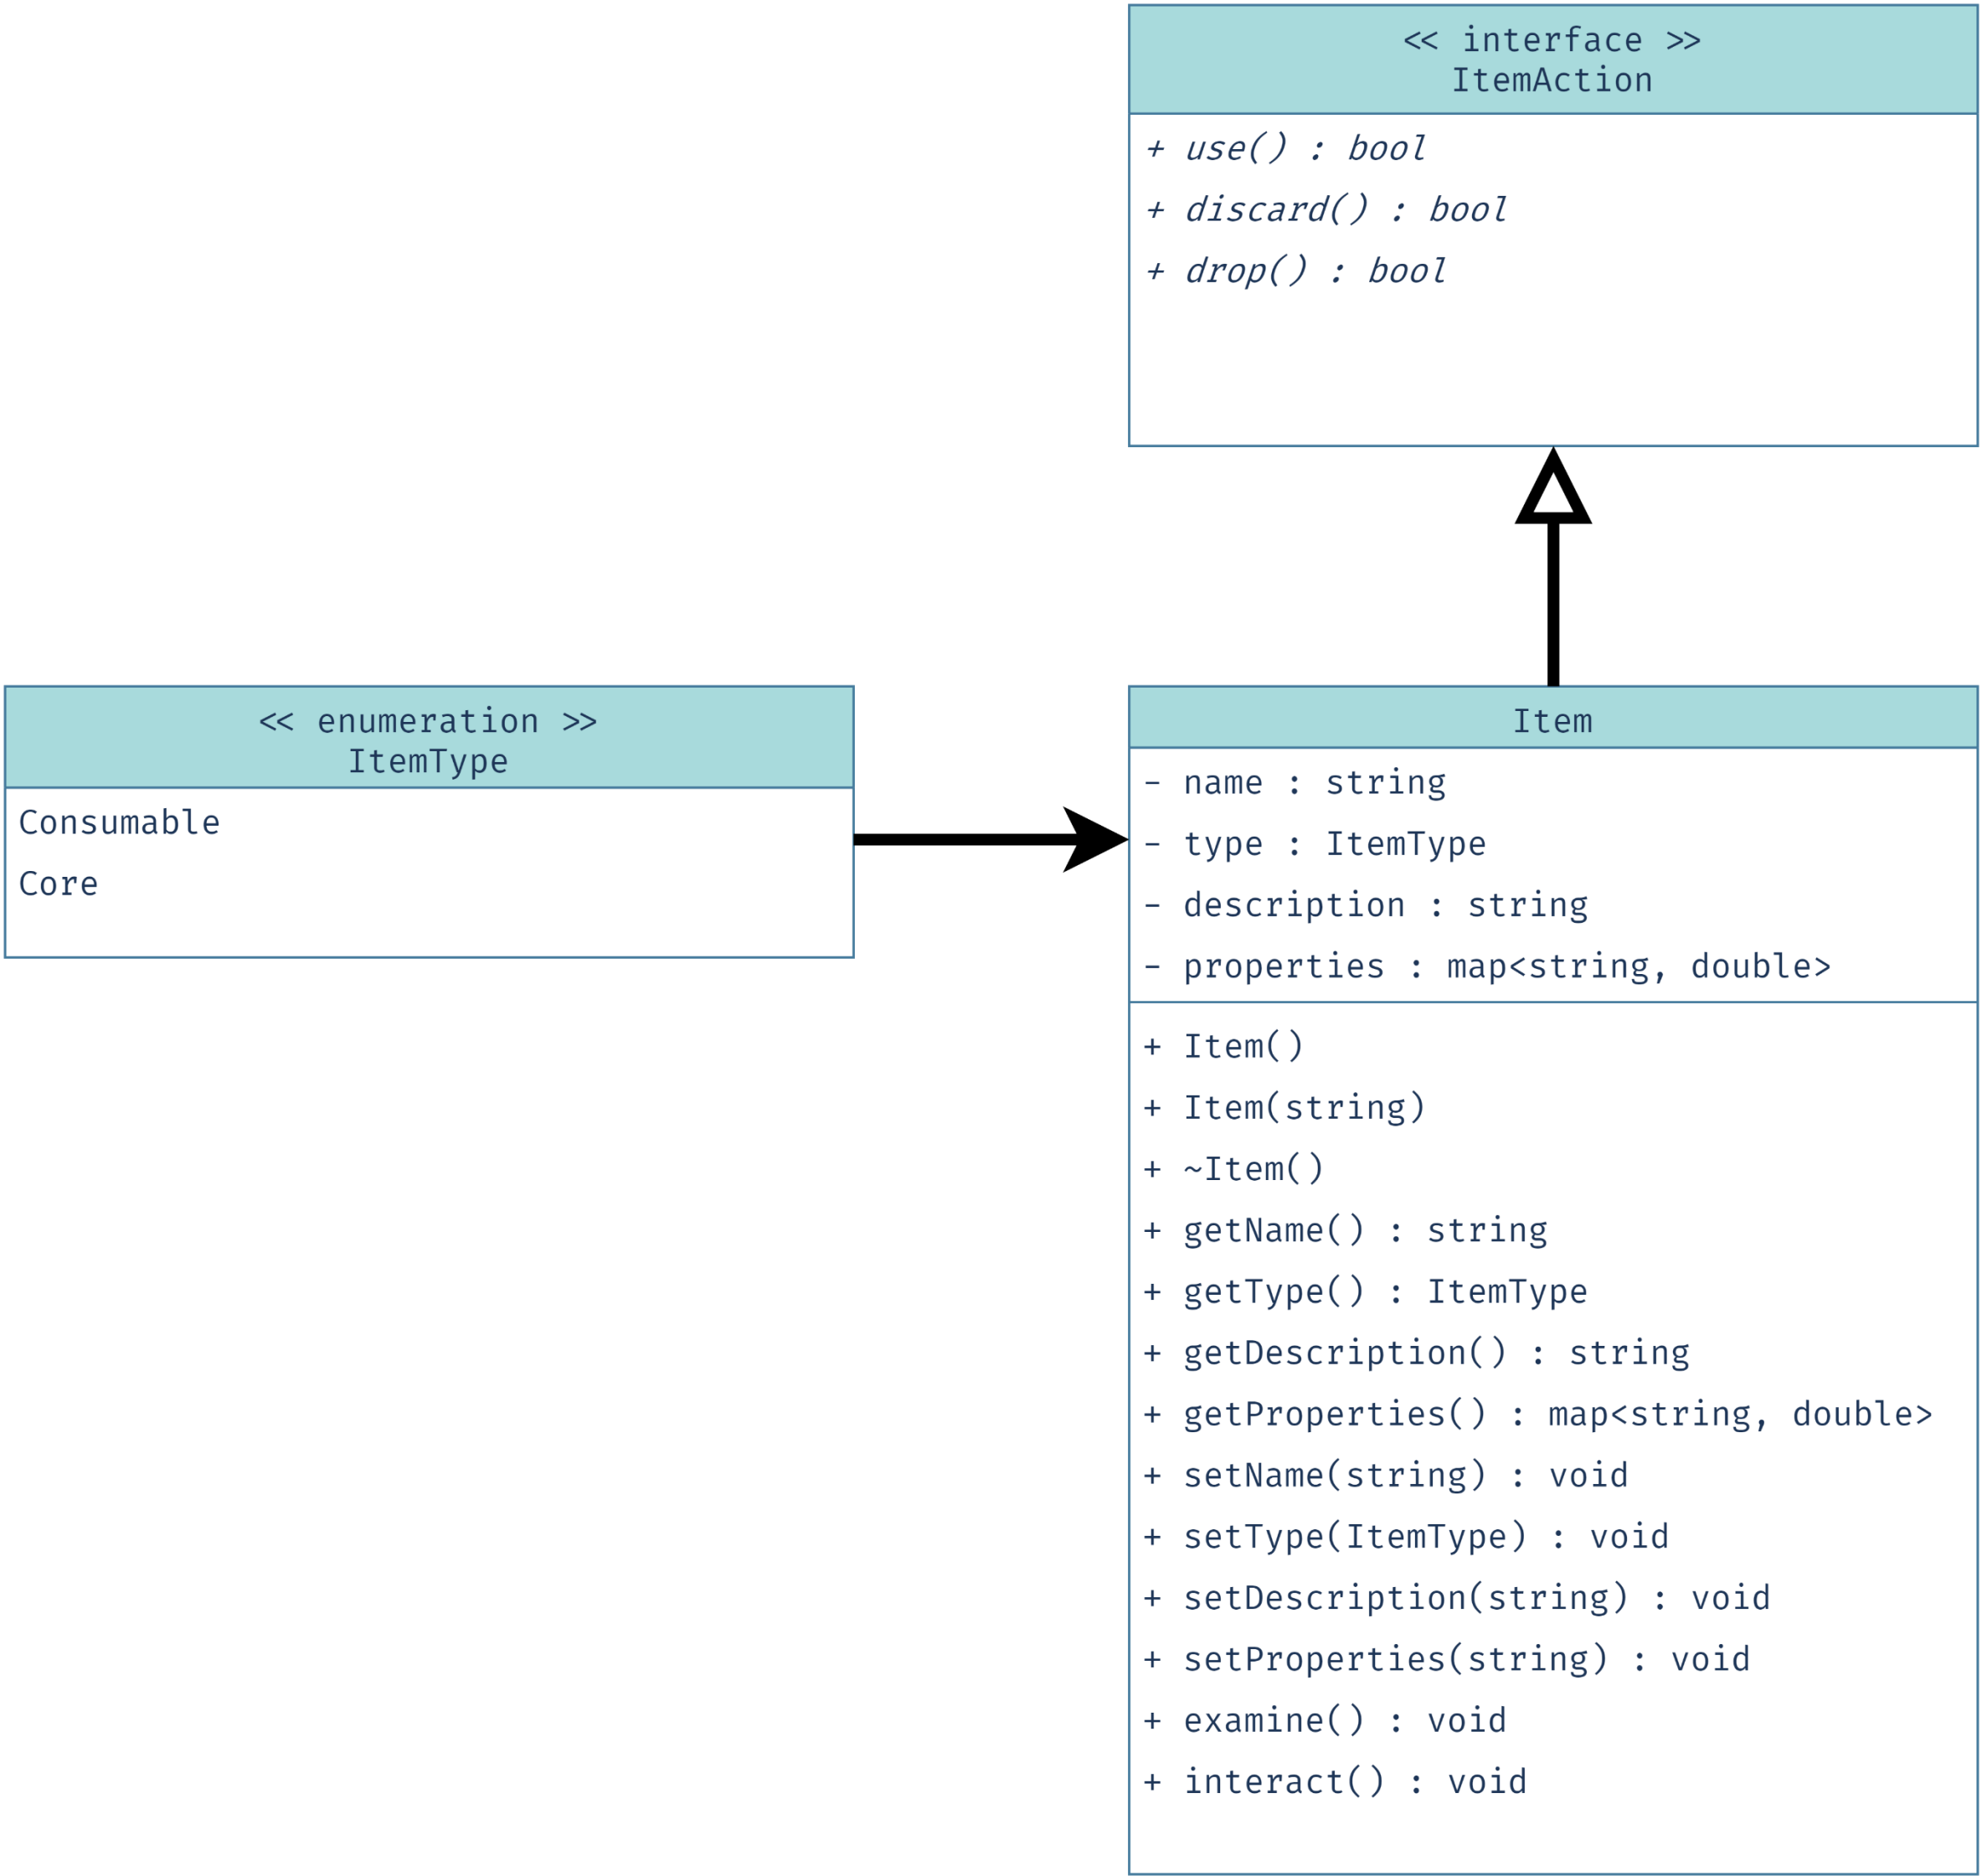 << interface >>
ItemAction
+ use() : bool
+ discard() : bool
+ drop() : bool
<< enumeration >>
ItemType
Consumable
Core
Item
- name : string
- type : ItemType
- description : string
- properties : map<string, double>
+ Item()
+ Item(string)
+ ~Item()
+ getName() : string
+ getType() : ItemType
+ getDescription() : string
+ getProperties() : map<string, double>
+ setName(string) : void
+ setType(ItemType) : void
+ setDescription(string) : void
+ setProperties(string) : void
+ examine() : void
+ interact() : void